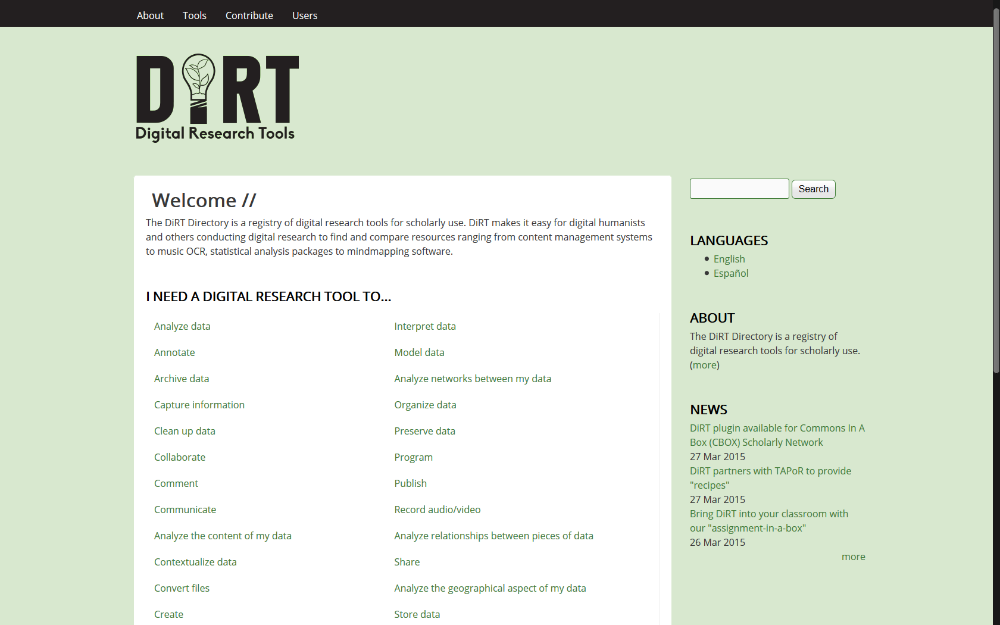 About Tools Contribute Users
DiRT
Digital Research Tools
Welcome //
The DiRT Directory is a registry of digital research tools for scholarly use. DiRT makes it easy for digital humanists
and others conducting digital research to find and compare resources ranging from content management systems
to music OCR, statistical analysis packages to mindmapping software.
I NEED A DIGITAL RESEARCH TOOL TO...
Analyze data
Annotate
Archive data
Capture information
Clean up data
Collaborate
Comment
Communicate
Analyze the content of my data
Contextualize data
Convert files
Create
Interpret data
Model data
Analyze networks between my data
Organize data
Preserve data
Program
Publish
Record audio/video
Analyze relationships between pieces of data
Share
Analyze the geographical aspect of my data
Store data
Search
LANGUAGES
English
Español
ABOUT
The DiRT Directory is a registry of
digital research tools for scholarly use.
(more)
NEWS
DiRT plugin available for Commons In A
Box (CBOX) Scholarly Network
27 Mar 2015
DiRT partners with TAPoR to provide
"recipes"
27 Mar 2015
Bring DiRT into your classroom with
our "assignment-in-a-box"
26 Mar 2015
more